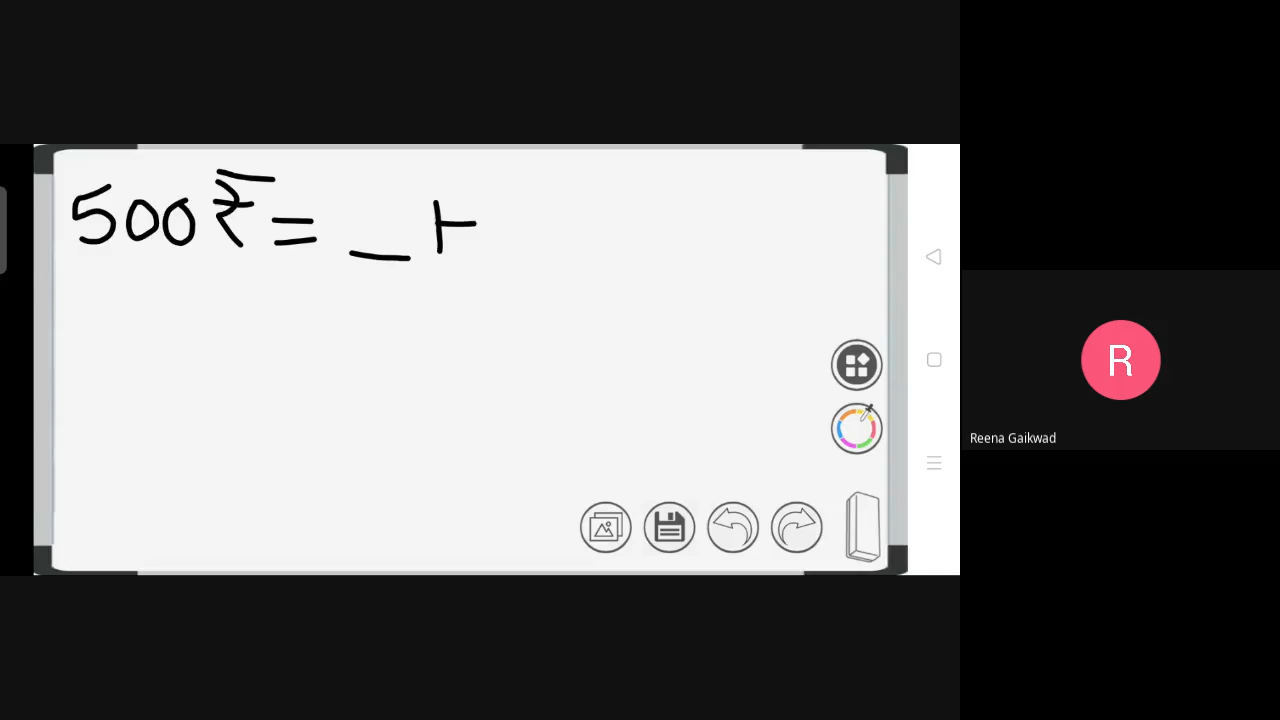 500 ₹ = _ +
R
Reena Gaikwad